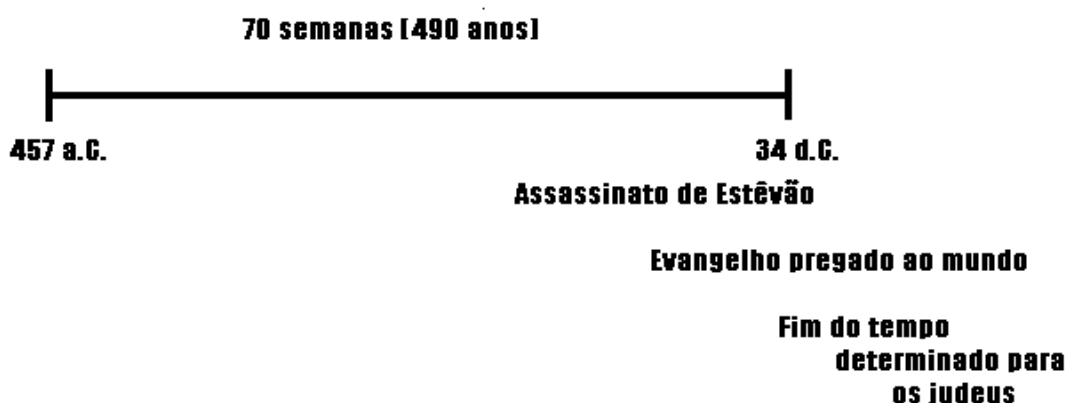 70 semanas [490 anos]
457 a.C.
34 d.C.
Assassinato de Estêvão
Evangelho pregado ao mundo
Fim do tempo
determinado para
os judeus